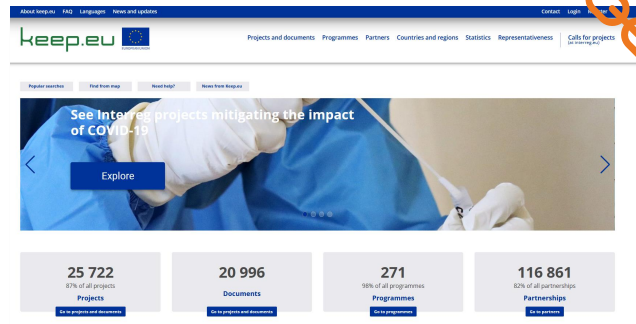 About keep.eu FAQ Languages News and updates
Contact Login Register
keep.eu
EUROPEAN UNION
Projects and documents Programmes Partners Countries and regions Statistics Representativeness
Calls for projects
(at interreg.eu)
Popular searches Find from map Need help? News from Keep.eu
See Interreg projects mitigating the impact
of COVID-19
Explore
25 722
87% of all projects
Projects
Go to projects and documents
20 996
Documents
Go to projects and documents
271
98% of all programmes
Programmes
Go to programmes
116 861
82% of all partnerships
Partnerships
Go to partners